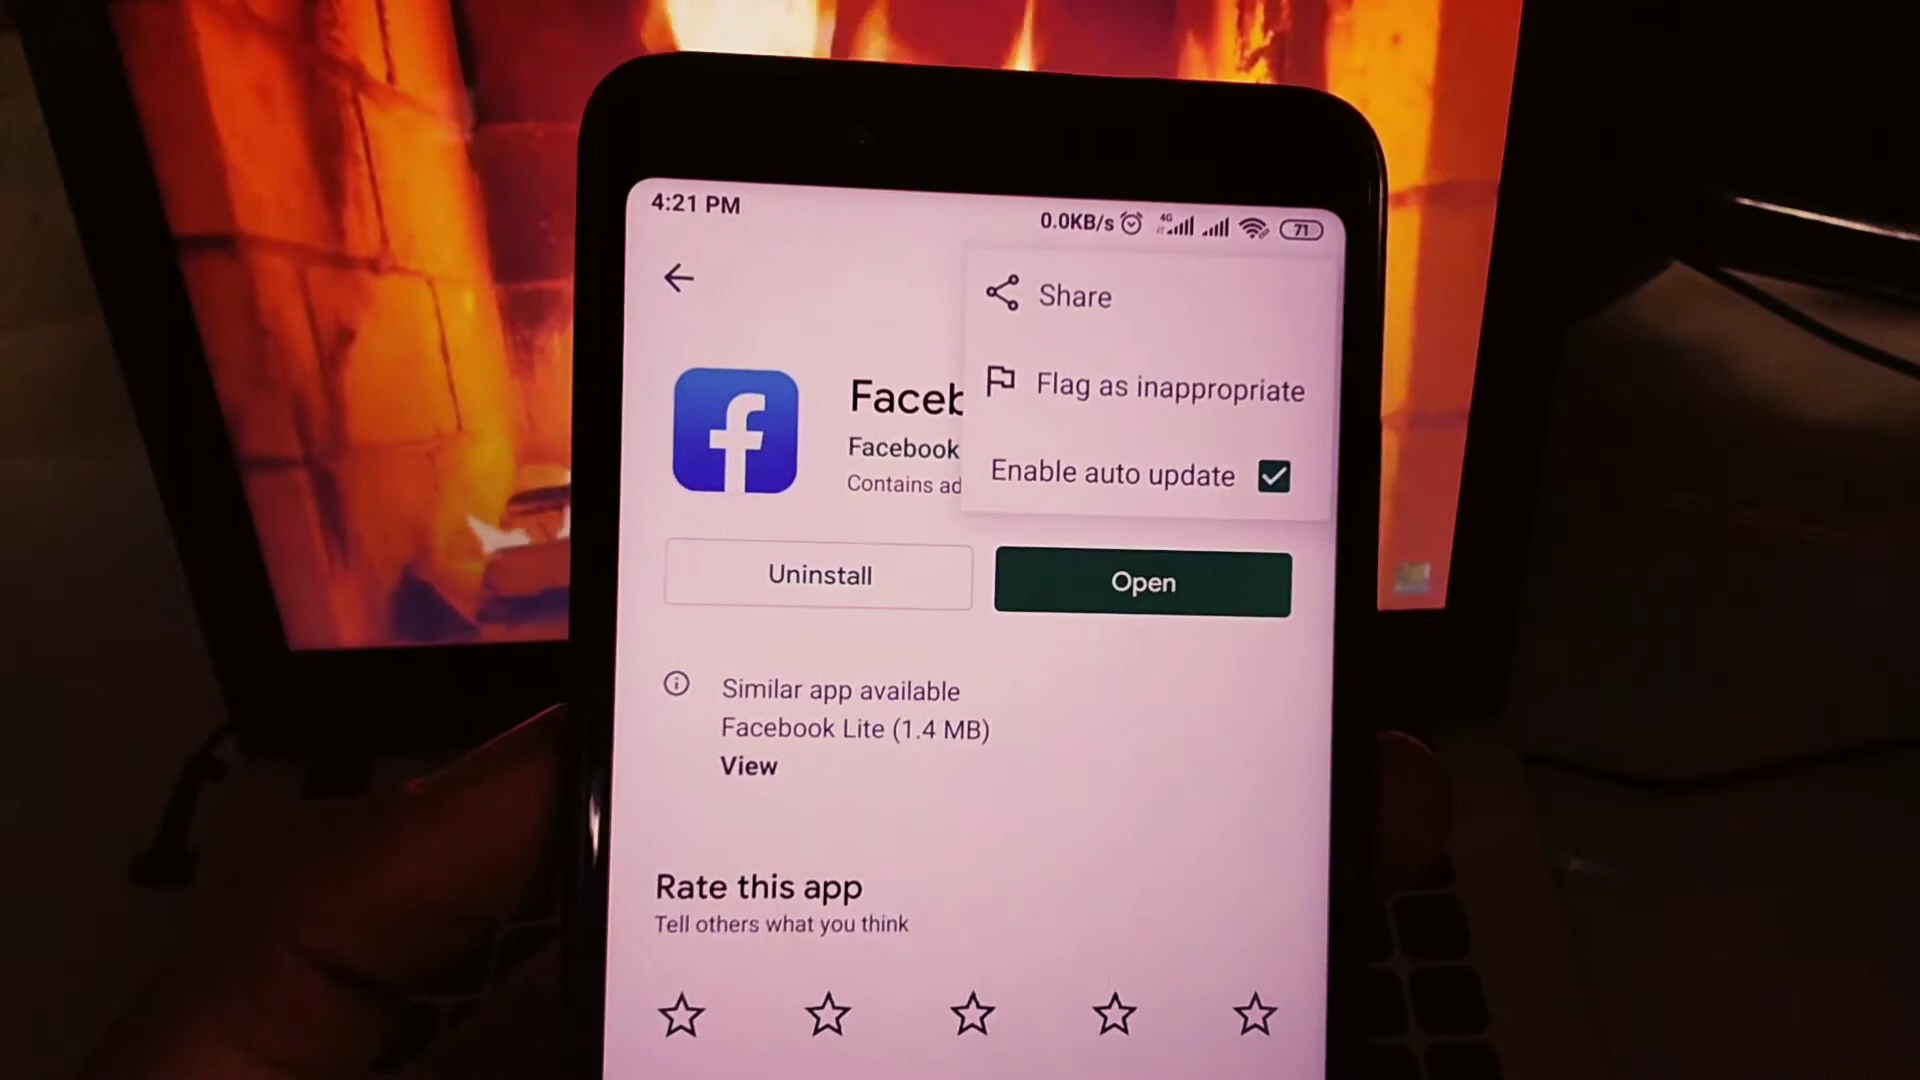 4:21 PM
0.0KB/s 4G 71
Share
Flag as inappropriate
Enable auto update
Faceb
Facebook
Contains ad
Uninstall
Open
Similar app available
Facebook Lite (1.4 MB)
View
Rate this app
Tell others what you think